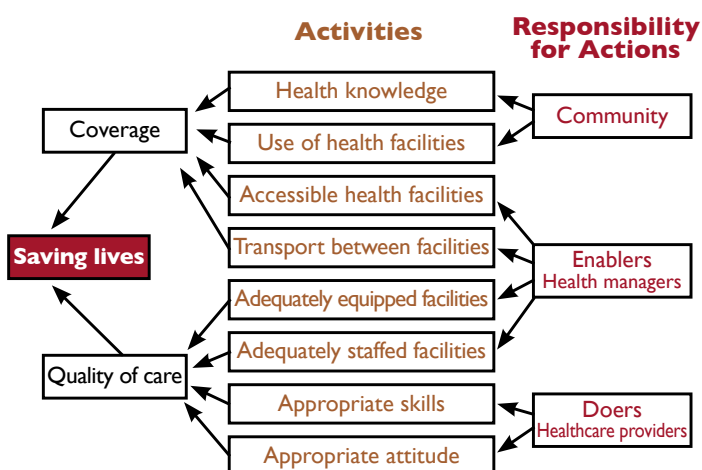 Activities
Responsibility
for Actions
Health knowledge
Community
Coverage
Use of health facilities
Accessible health facilities
Saving lives
Transport between facilities
Enablers
Health managers
Adequately equipped facilities
Adequately staffed facilities
Quality of care
Appropriate skills
Doers
Healthcare providers
Appropriate attitude